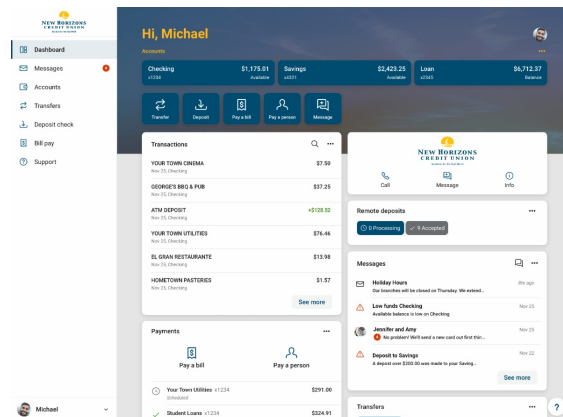 NEW HORIZONS
CREDIT UNION
Dashboard
Messages
Accounts
Transfers
Deposit check
Bill pay
Support
Michael
Hi, Michael
Accounts
Checking $1,175.01
x1234 Available
Savings $2,423.25
x4321 Available
Loan $6,712.37
x2345 Balance
Transfer
Deposit
Pay a bill
Pay a person
Message
Transactions
YOUR TOWN CINEMA $7.50
Nov 25, Checking
GEORGE'S BBQ & PUB $37.25
Nov 25, Checking
ATM DEPOSIT +$128.52
Nov 25, Checking
YOUR TOWN UTILITIES $76.46
Nov 25, Checking
EL GRAN RESTAURANTE $13.98
Nov 25, Checking
HOMETOWN PASTERIES $1.57
Nov 25, Checking
See more
Payments
Pay a bill
Pay a person
Your Town Utilities x1234 $291.00
Scheduled
Student Loans x1234 $324.91
NEW HORIZONS
CREDIT UNION
Call
Message
Info
Remote deposits
0 Processing
9 Accepted
Messages
Holiday Hours ago
Our branches will be closed on Thursday. We extend...
Low funds Checking Nov 25
Available balance is low on Checking
Jennifer and Amy Nov 25
No problem! We'll send a new card out first thin...
Deposit to Savings Nov 22
A deposit over $200.00 was made to your Saving...
See more
Transfers
?